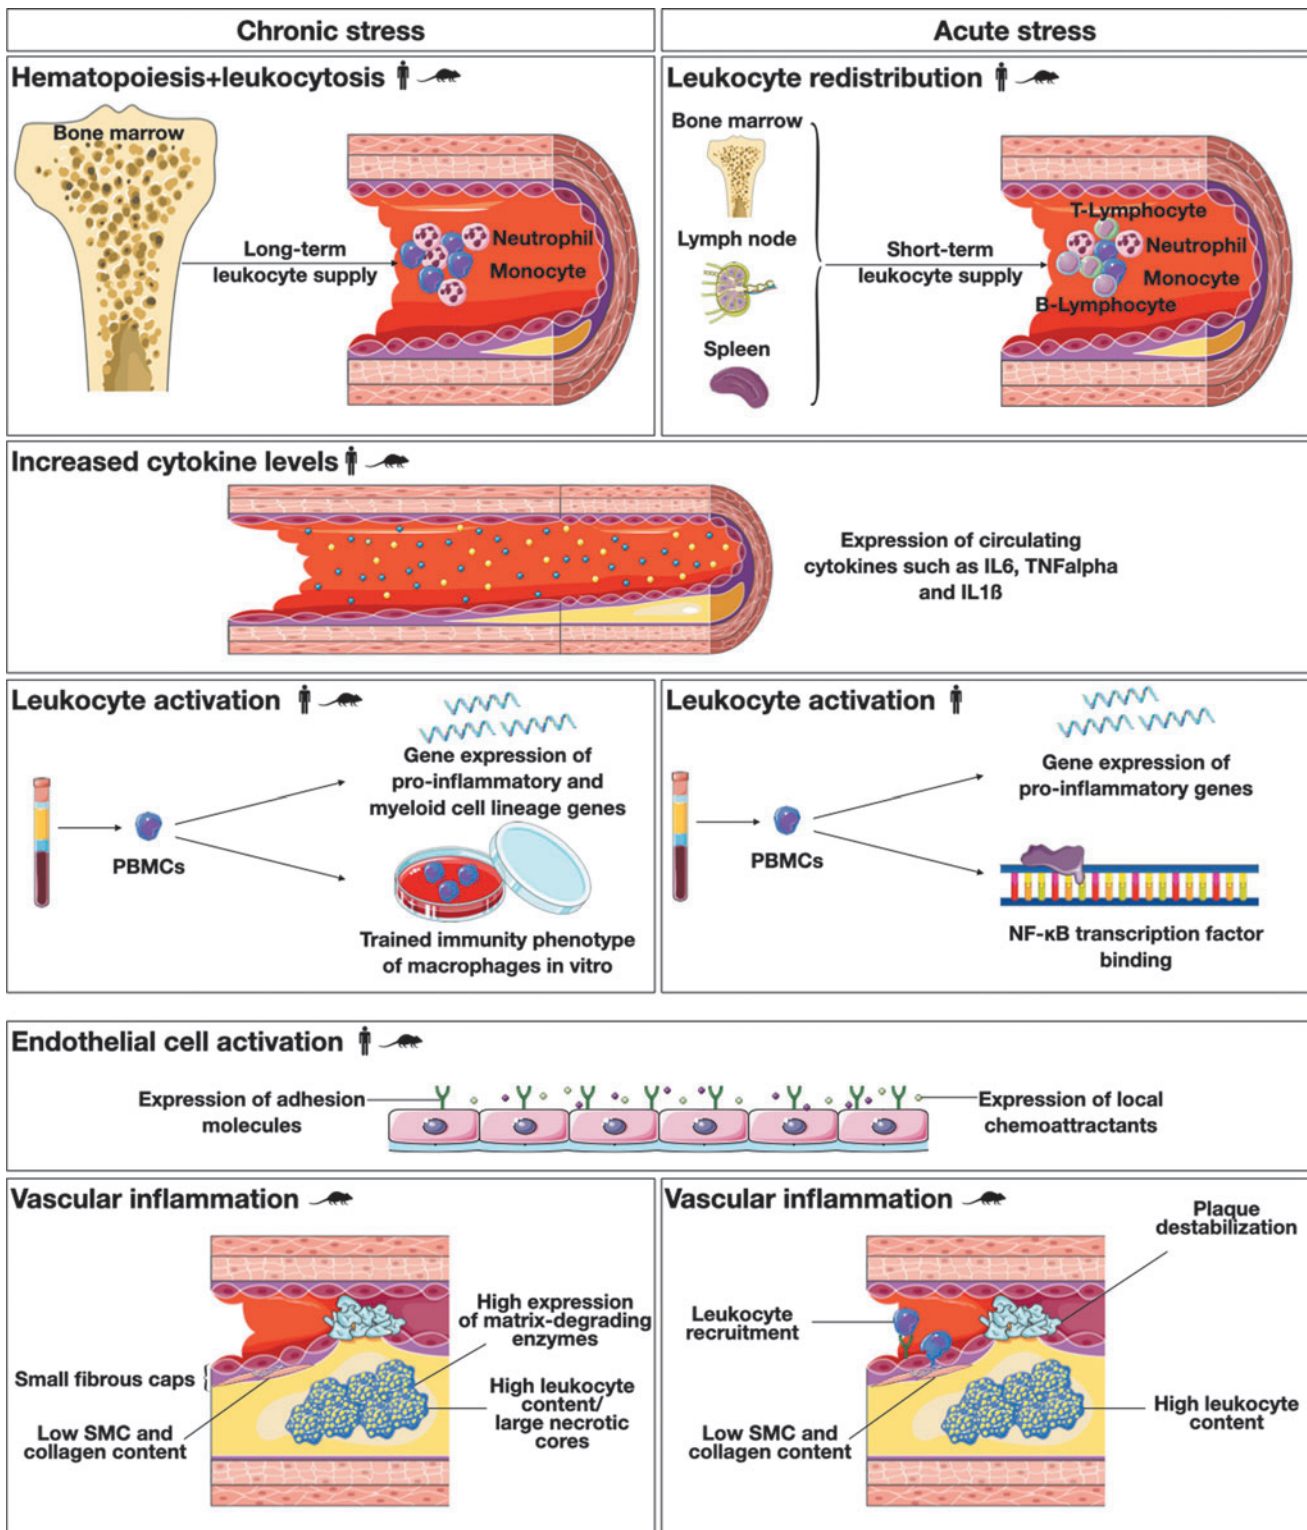 Chronic stress
Acute stress
Hematopoiesis+leukocytosis
Bone marrow
Long-term
leukocyte supply
Neutrophil
Monocyte
Leukocyte redistribution
Bone marrow
Lymph node
Spleen
Short-term
leukocyte supply
T-Lymphocyte
Neutrophil
Monocyte
B-Lymphocyte
Increased cytokine levels
Expression of circulating
cytokines such as IL6, TNFalpha
and IL1ß
Leukocyte activation
PBMCs
Gene expression of
pro-inflammatory and
myeloid cell lineage genes
Trained immunity phenotype
of macrophages in vitro
Leukocyte activation
PBMCs
Gene expression of
pro-inflammatory genes
NF-κB transcription factor
binding
Endothelial cell activation
Expression of adhesion
molecules
Expression of local
chemoattractants
Vascular inflammation
Small fibrous caps
Low SMC and
collagen content
High expression
of matrix-degrading
enzymes
High leukocyte
content/
large necrotic
cores
Vascular inflammation
Plaque
destabilization
Leukocyte
recruitment
Low SMC and
collagen content
High leukocyte
content